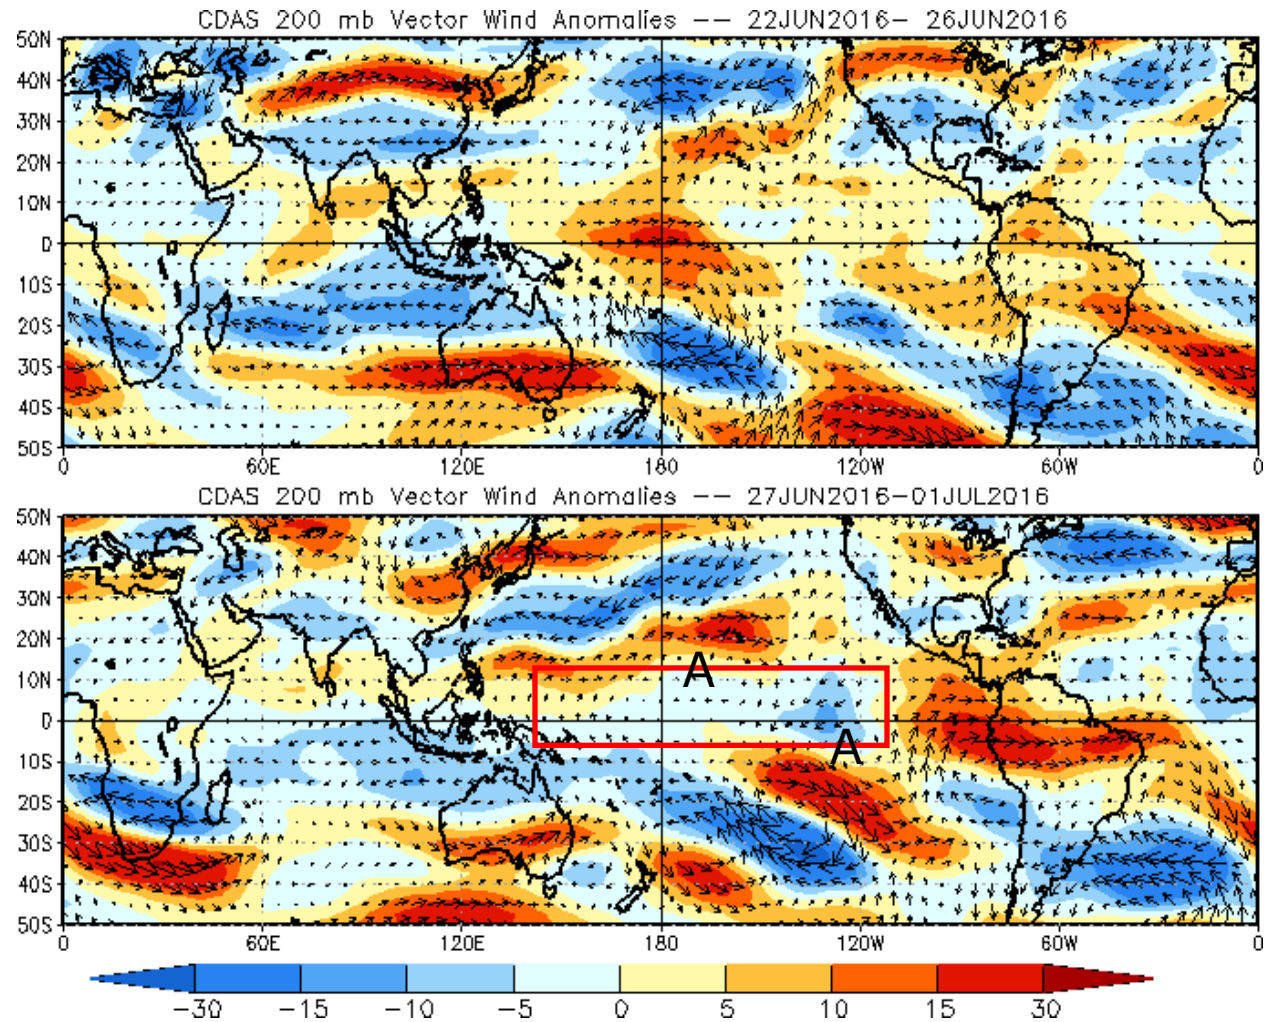 CDAS 200 mb Vector Wind Anomalies -- 22JUN2016- 26JUN2016
50N
40N
30N
20N
10N
0
10S
20S
30S
40S
50S
0 60E 120E 180 120W 60W 0
CDAS 200 mb Vector Wind Anomalies -- 27JUN2016-01JUL2016
50N
40N
30N
20N
10N
0
10S
20S
30S
40S
50S
A
A
0 60E 120E 180 120W 60W 0
-30 -15 -10 -5 0 5 10 15 30